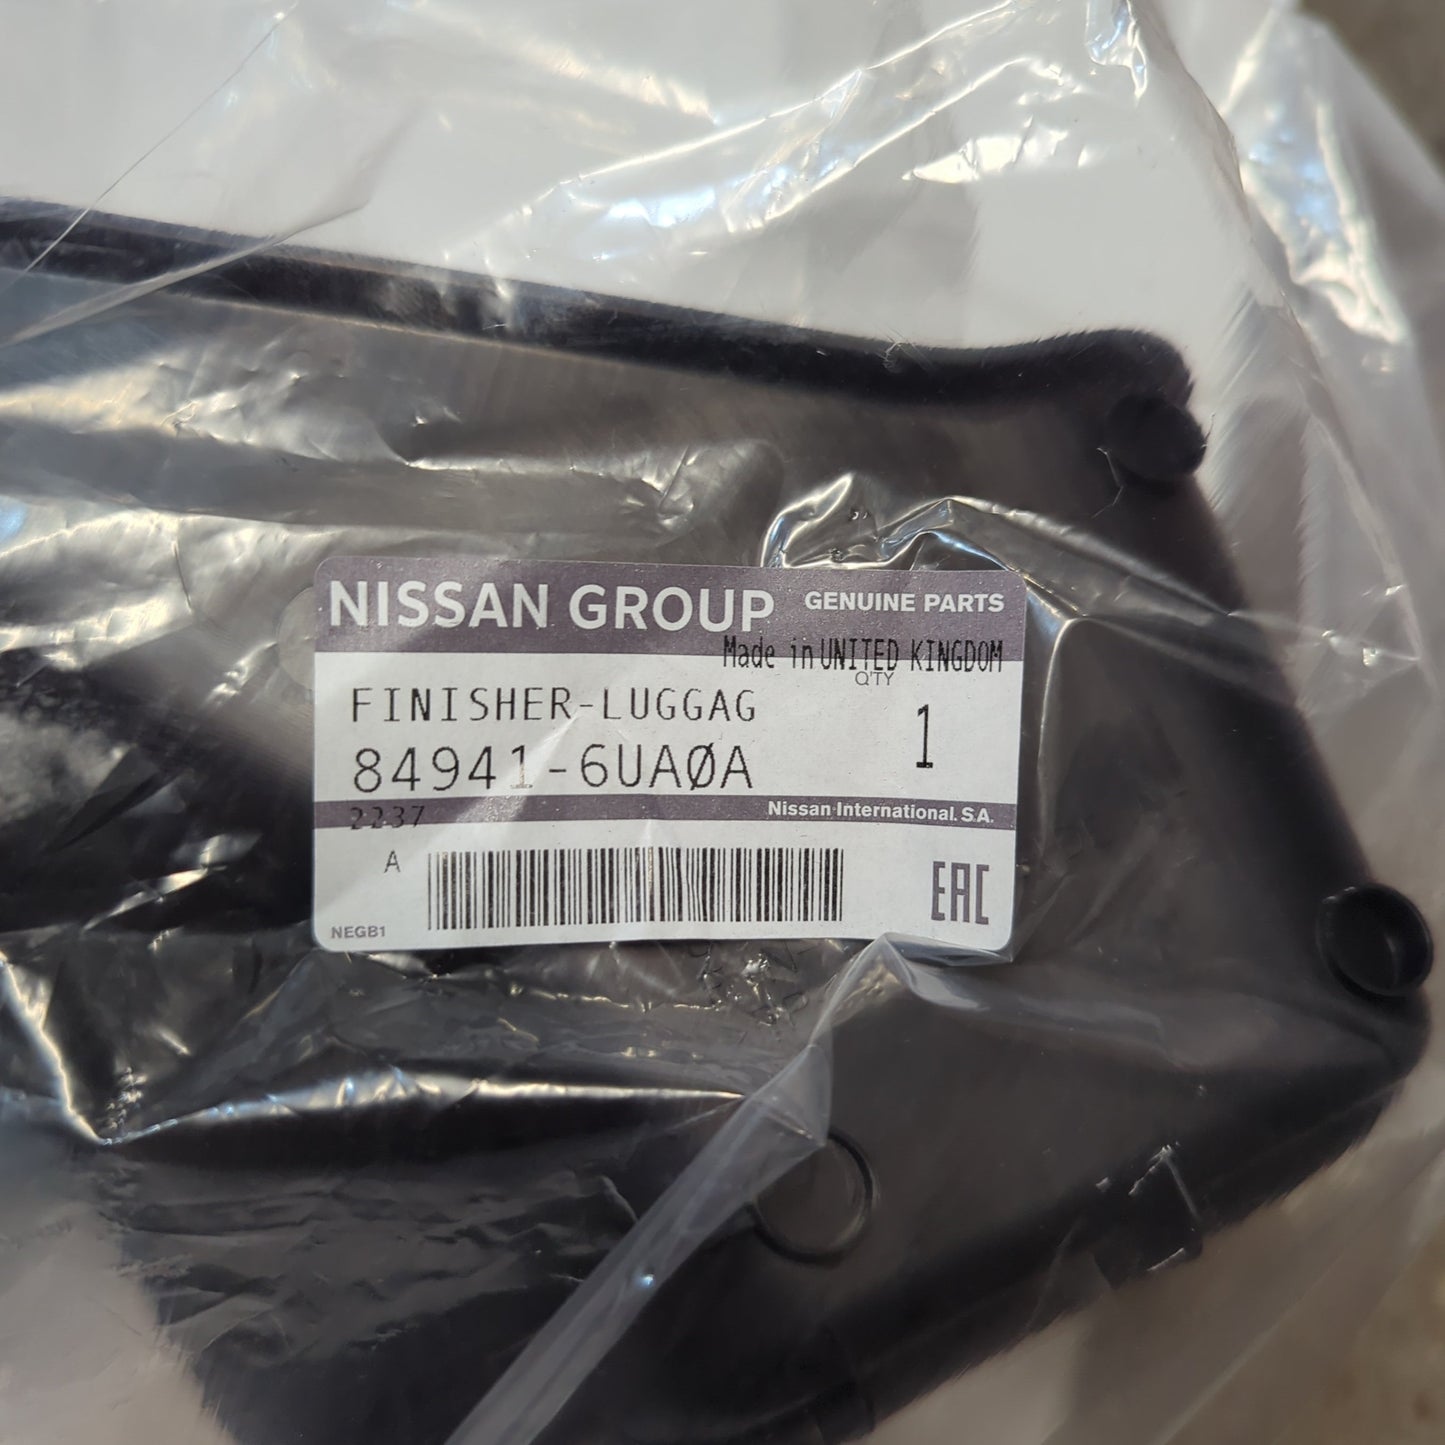 NISSAN GROUP GENUINE PARTS
Made in UNITED KINGDOM
Q'TY
FINISHER-LUGGAG
84941-6UA0A 1
2237 Nissan International. S.A.
A
NEGB1 EAC